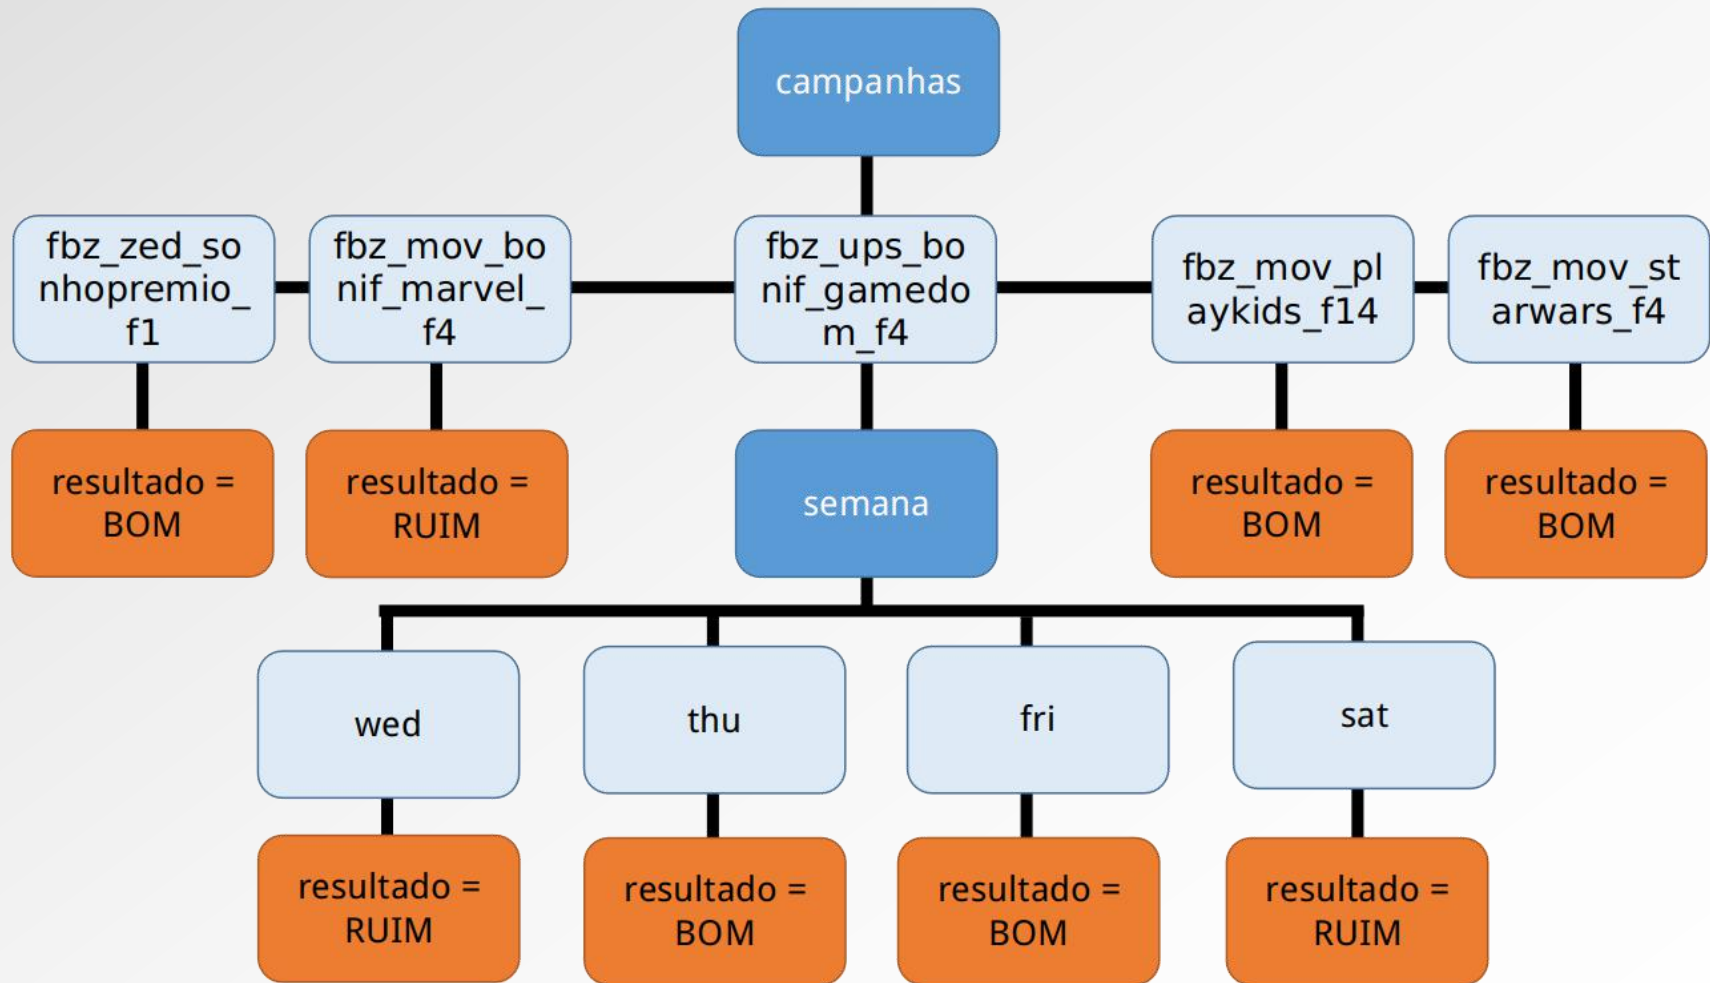 campanhas
fbz_zed_so
nhopremio_
f1
fbz_mov_bo
nif_marvel_
f4
fbz_ups_bo
nif_gamedo
m_f4
fbz_mov_pl
aykids_f14
fbz_mov_st
arwars_f4
resultado =
BOM
resultado =
RUIM
semana
resultado =
BOM
resultado =
BOM
wed
thu
fri
sat
resultado =
RUIM
resultado =
BOM
resultado =
BOM
resultado =
RUIM